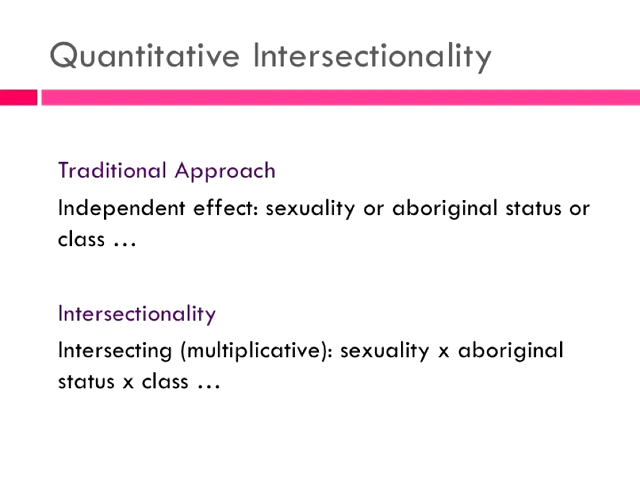 Quantitative Intersectionality
Traditional Approach
Independent effect: sexuality or aboriginal status or
class …
Intersectionality
Intersecting (multiplicative): sexuality x aboriginal
status x class …